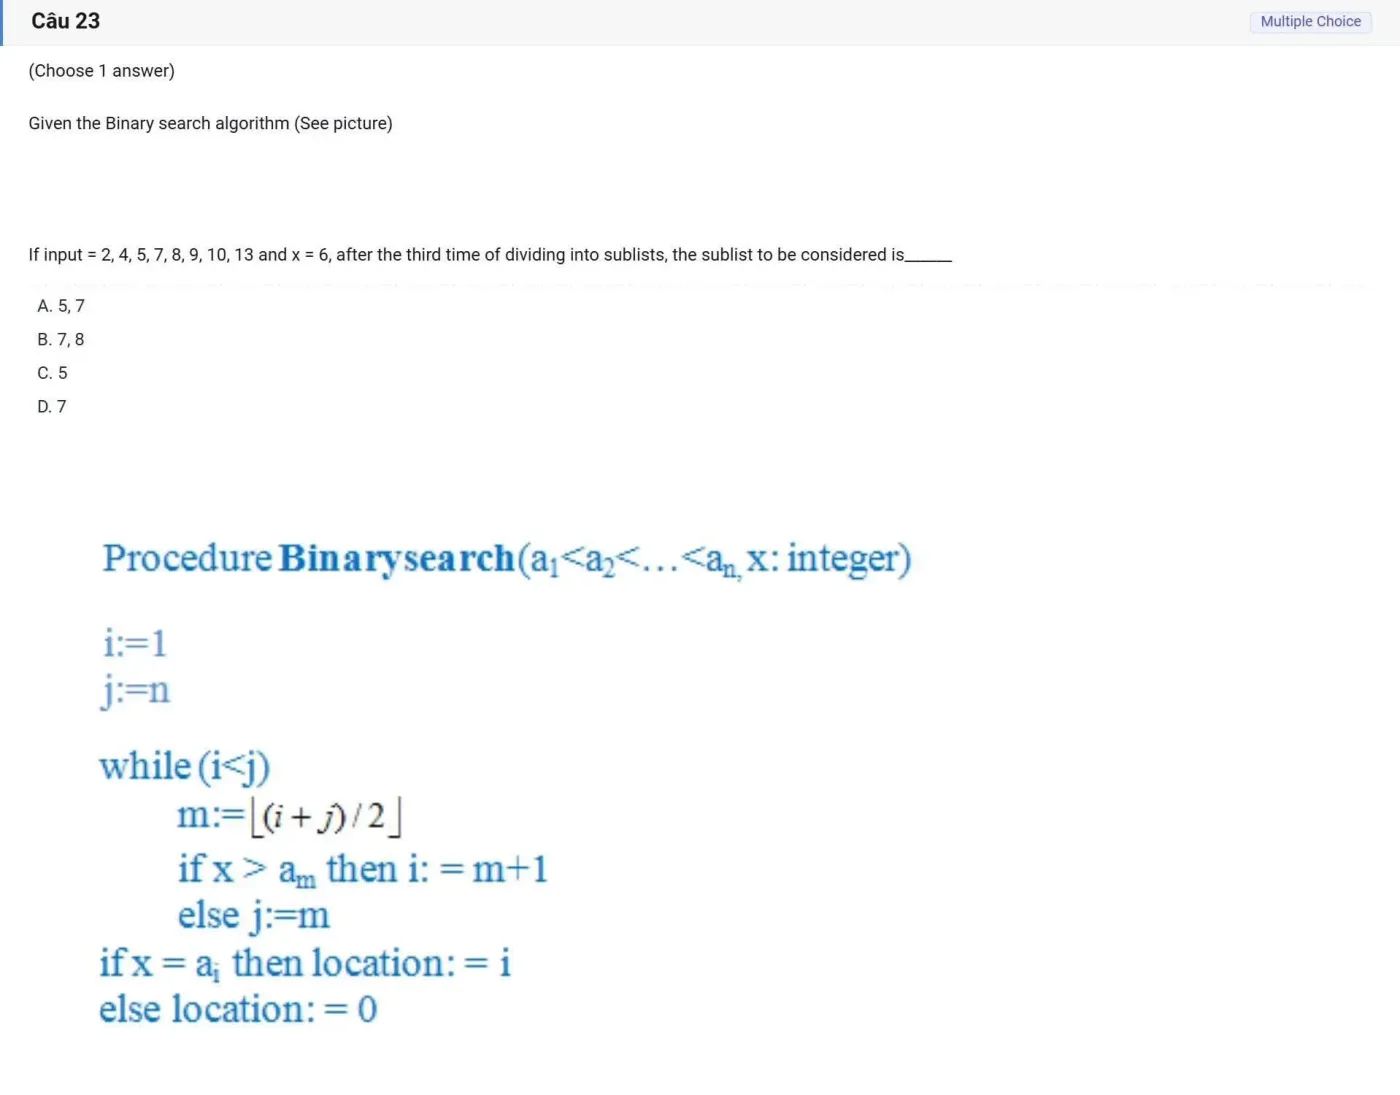 Câu 23
Multiple Choice
(Choose 1 answer)
Given the Binary search algorithm (See picture)
If input = 2, 4, 5, 7, 8, 9, 10, 13 and x = 6, after the third time of dividing into sublists, the sublist to be considered is______
A. 5, 7
B. 7, 8
C. 5
D. 7
Procedure Binarysearch(a₁<a₂<…<aₙ, x: integer)
i:=1
j:=n
while (i<j)
m:=⌊(i + j) / 2⌋
if x > aₘ then i: = m+1
else j:=m
if x = aᵢ then location: = i
else location: = 0